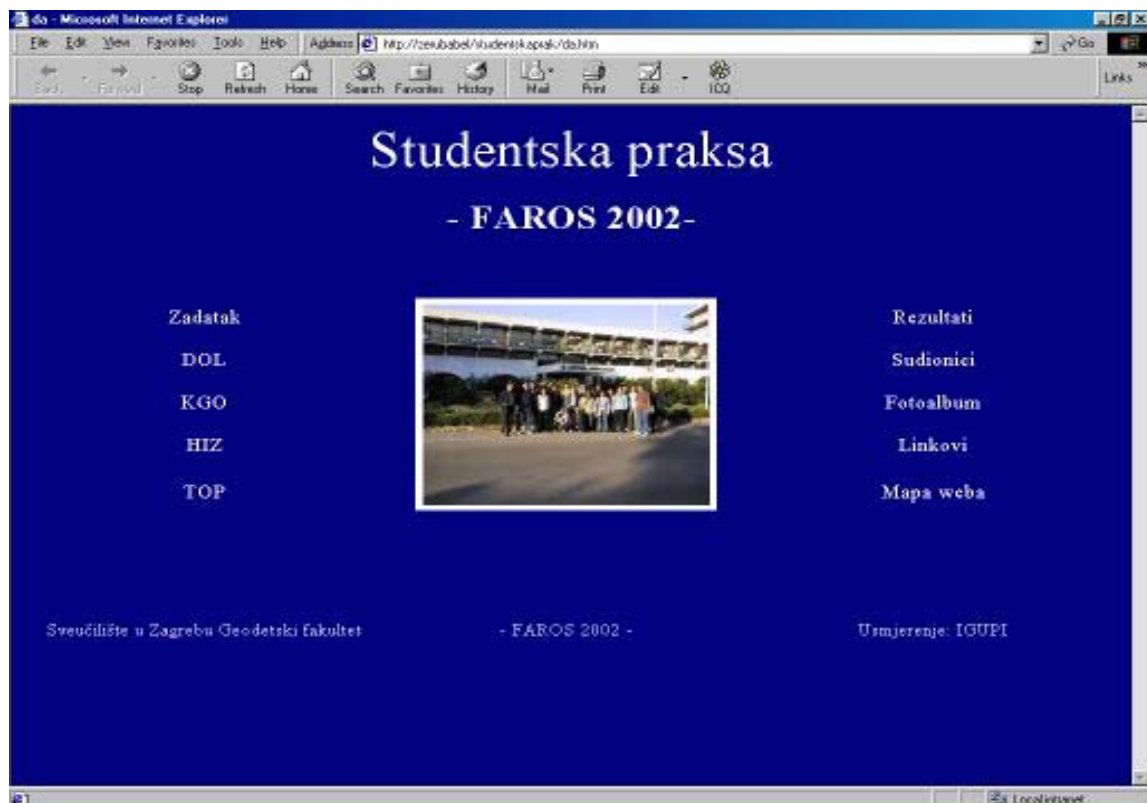 da - Microsoft Internet Explorer
File Edit View Favorites Tools Help Address http://zerubabel/studentskapraksa/da.htm Go
Back Forward Stop Refresh Home Search Favorites History Mail Print Edit ICQ Links
Studentska praksa
- FAROS 2002-
Zadatak Rezultati
DOL Sudionici
KGO Fotoalbum
HIZ Linkovi
TOP Mapa weba
Sveučilište u Zagrebu Geodetski fakultet - FAROS 2002 - Usmjerenje: IGUPI
Local intranet